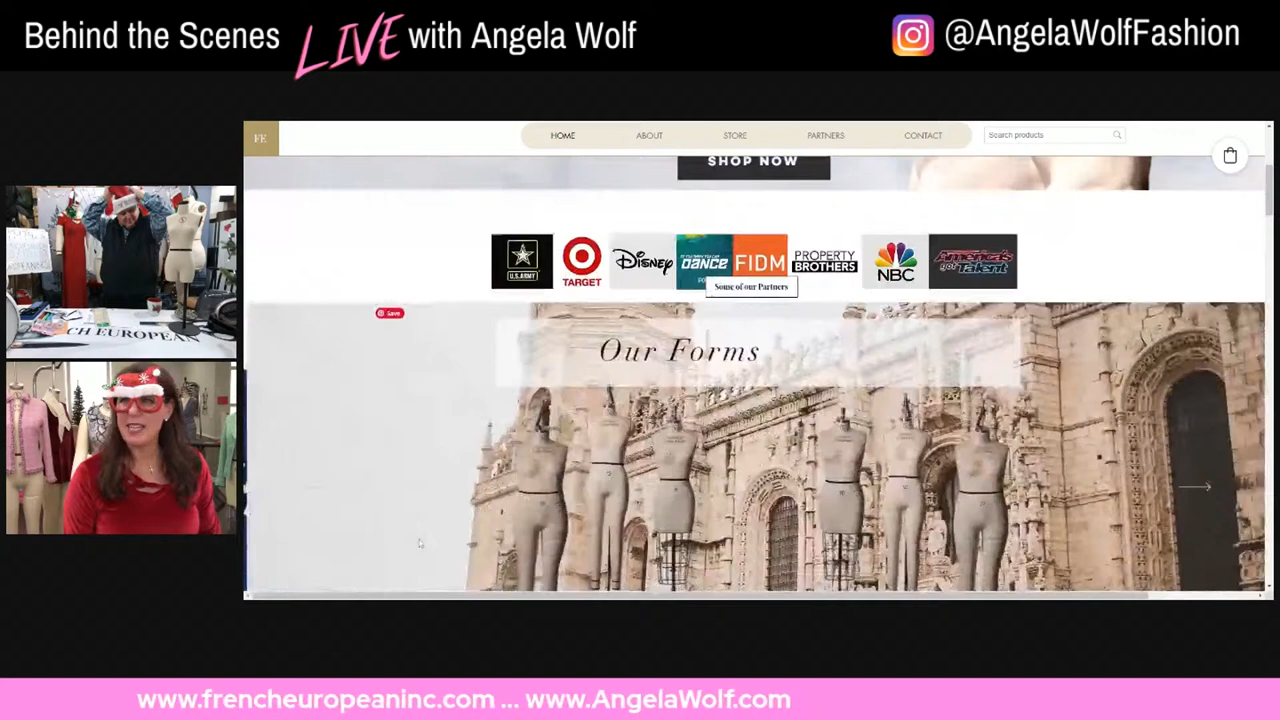 Behind the Scenes LIVE with Angela Wolf
@AngelaWolfFashion
FE
HOME ABOUT STORE PARTNERS CONTACT
Search products
SHOP NOW
U.S.ARMY
TARGET
Disney
DANCE
FIDM
PROPERTY BROTHERS
NBC
America's got Talent
Some of our Partners
Save
Our Forms
CH EUROPEAN
www.frencheuropeaninc.com ... www.AngelaWolf.com